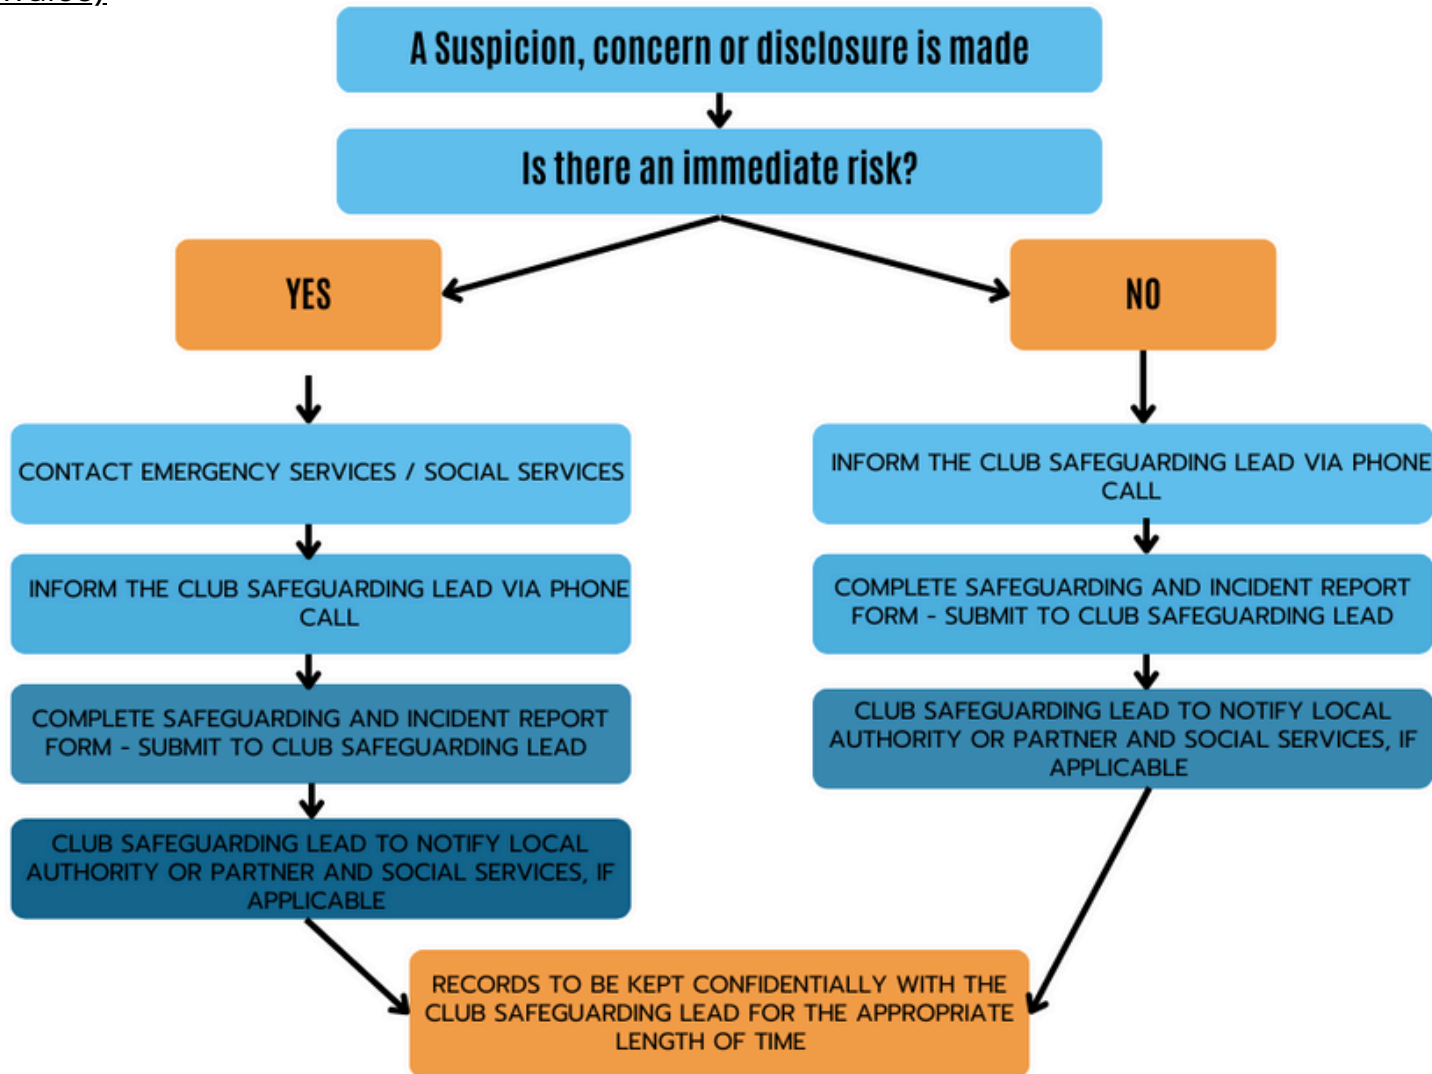 A Suspicion, concern or disclosure is made
Is there an immediate risk?
YES
NO
CONTACT EMERGENCY SERVICES / SOCIAL SERVICES
INFORM THE CLUB SAFEGUARDING LEAD VIA PHONE
CALL
COMPLETE SAFEGUARDING AND INCIDENT REPORT
FORM - SUBMIT TO CLUB SAFEGUARDING LEAD
CLUB SAFEGUARDING LEAD TO NOTIFY LOCAL
AUTHORITY OR PARTNER AND SOCIAL SERVICES, IF
APPLICABLE
INFORM THE CLUB SAFEGUARDING LEAD VIA PHONE
CALL
COMPLETE SAFEGUARDING AND INCIDENT REPORT
FORM - SUBMIT TO CLUB SAFEGUARDING LEAD
CLUB SAFEGUARDING LEAD TO NOTIFY LOCAL
AUTHORITY OR PARTNER AND SOCIAL SERVICES, IF
APPLICABLE
RECORDS TO BE KEPT CONFIDENTIALLY WITH THE
CLUB SAFEGUARDING LEAD FOR THE APPROPRIATE
LENGTH OF TIME